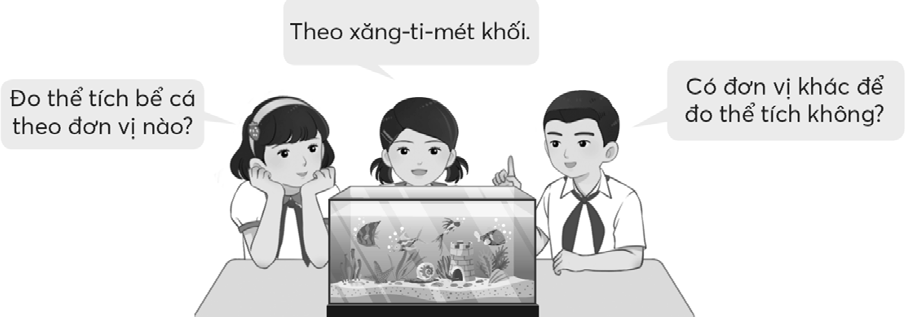 Theo xăng-ti-mét khối.
Đo thể tích bể cá
theo đơn vị nào?
Có đơn vị khác để
đo thể tích không?